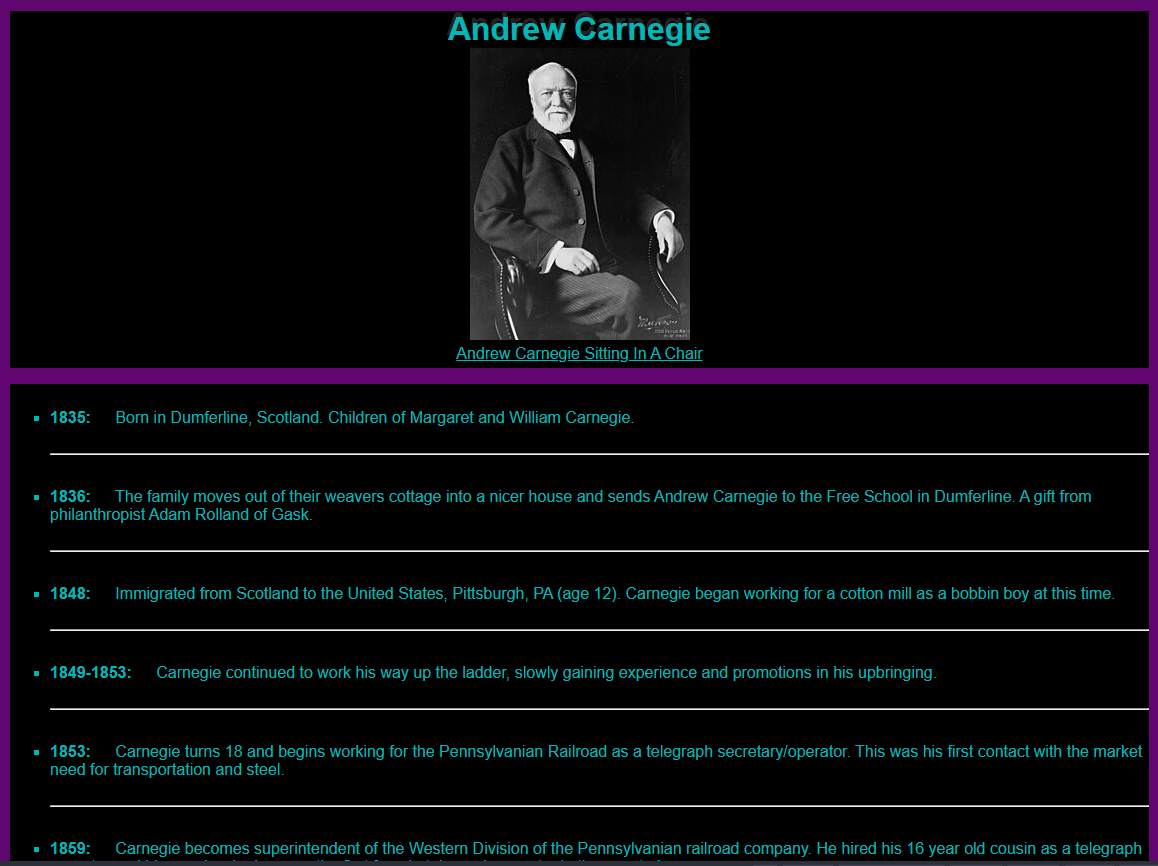 Andrew Carnegie
Andrew Carnegie Sitting In A Chair
1835: Born in Dumferline, Scotland. Children of Margaret and William Carnegie.
1836: The family moves out of their weavers cottage into a nicer house and sends Andrew Carnegie to the Free School in Dumferline. A gift from
philanthropist Adam Rolland of Gask.
1848: Immigrated from Scotland to the United States, Pittsburgh, PA (age 12). Carnegie began working for a cotton mill as a bobbin boy at this time.
1849-1853: Carnegie continued to work his way up the ladder, slowly gaining experience and promotions in his upbringing.
1853: Carnegie turns 18 and begins working for the Pennsylvanian Railroad as a telegraph secretary/operator. This was his first contact with the market
need for transportation and steel.
1859: Carnegie becomes superintendent of the Western Division of the Pennsylvanian railroad company. He hired his 16 year old cousin as a telegraph